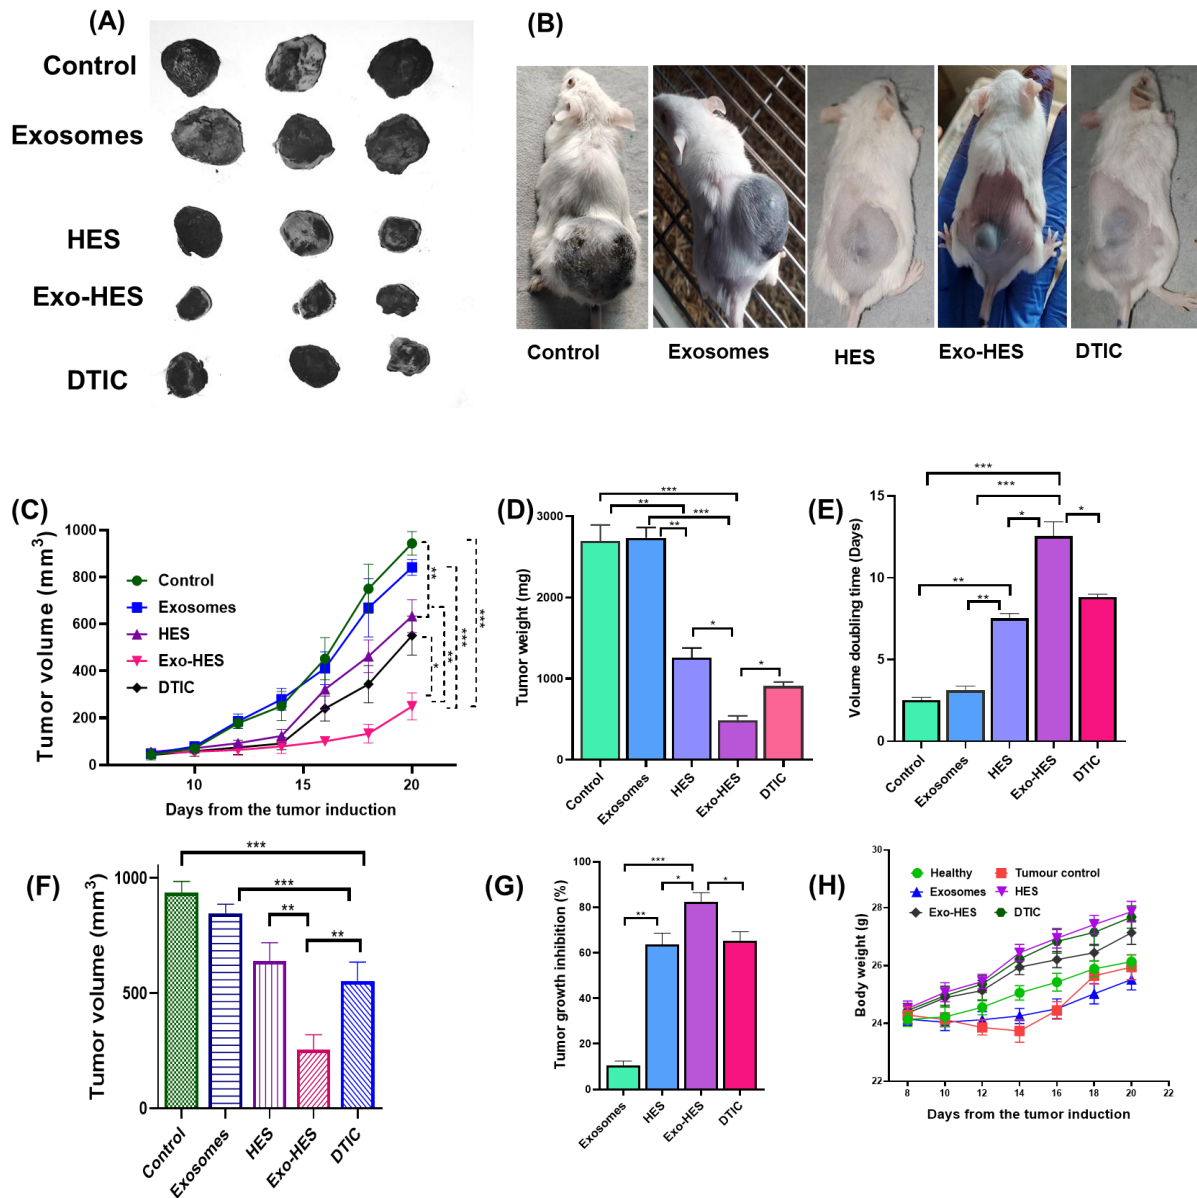 (A)
Control
Exosomes
HES
Exo-HES
DTIC
(B)
Control
Exosomes
HES
Exo-HES
DTIC
(C)
Tumor volume (mm3)
1000
800
600
400
200
0
Control
Exosomes
HES
Exo-HES
DTIC
**
*
**
***
***
10
15
20
Days from the tumor induction
(D)
Tumor weight (mg)
3000
2000
1000
0
***
**
***
**
*
*
Control
Exosomes
HES
Exo-HES
DTIC
(E)
Volume doubling time (Days)
15
10
5
0
***
***
*
*
**
**
Control
Exosomes
HES
Exo-HES
DTIC
(F)
Tumor volume (mm3)
1000
500
0
***
***
**
**
Control
Exosomes
HES
Exo-HES
DTIC
(G)
Tumor growth inhibition (%)
100
80
60
40
20
0
***
*
*
**
Exosomes
HES
Exo-HES
DTIC
(H)
Body weight (g)
30
28
26
24
22
Healthy
Tumour control
Exosomes
HES
Exo-HES
DTIC
8
10
12
14
16
18
20
22
Days from the tumor induction